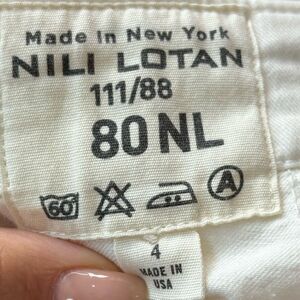 Made in New York
NILI LOTAN
111/88
80 NL
60
A
4
MADE IN
USA